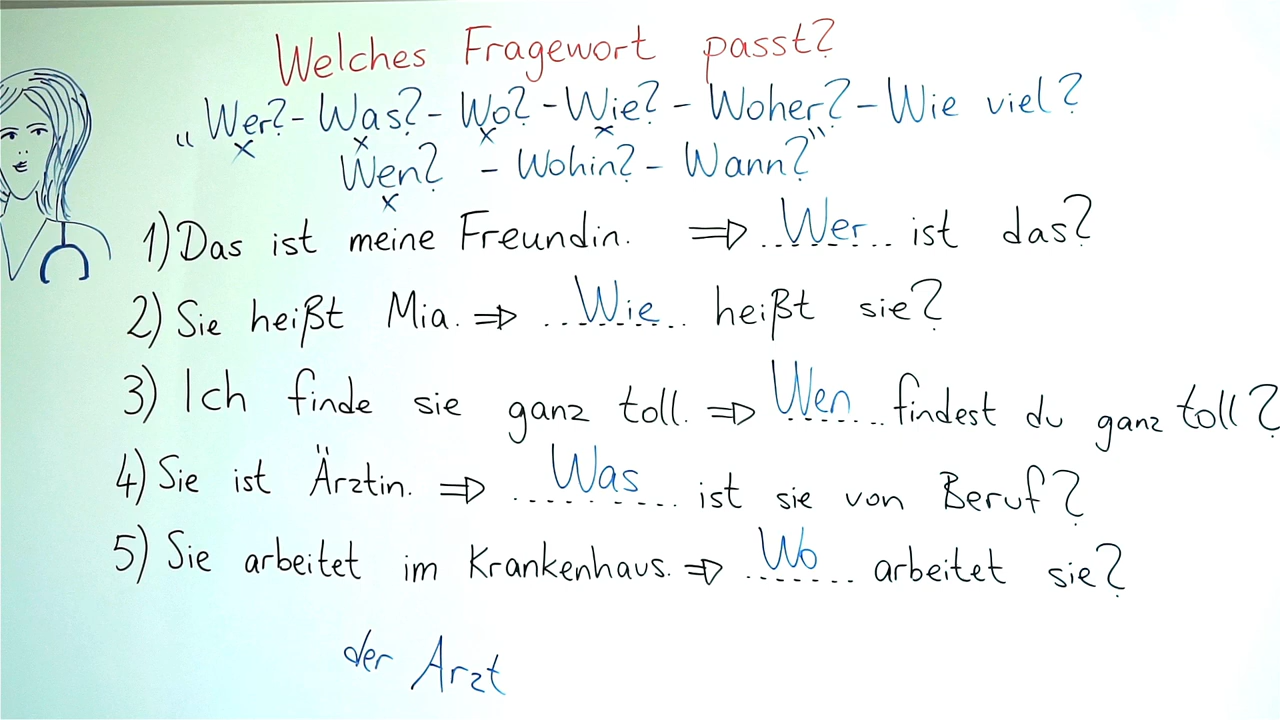 Welches Fragewort passt?
„Wer? - Was? - Wo? - Wie? - Woher? - Wie viel?
Wen? - Wohin? - Wann?“
1) Das ist meine Freundin. ⇒ ..Wer.. ist das?
2) Sie heißt Mia. ⇒ ...Wie.. heißt sie?
3) Ich finde sie ganz toll. ⇒ Wen... findest du ganz toll?
4) Sie ist Ärztin. ⇒ ...Was... ist sie von Beruf?
5) Sie arbeitet im Krankenhaus. ⇒ ..Wo... arbeitet sie?
der Arzt